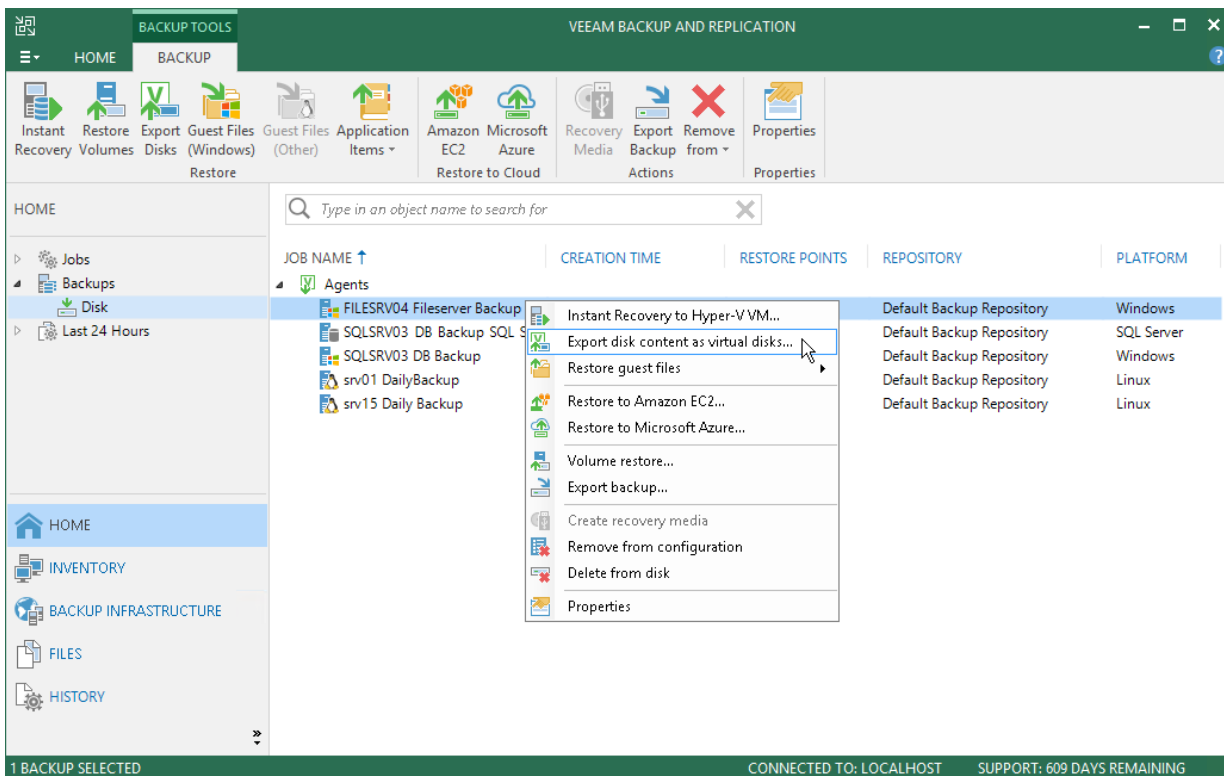 BACKUP TOOLS
VEEAM BACKUP AND REPLICATION
HOME
BACKUP
?
Instant Recovery
Restore Volumes
Export Disks
Guest Files (Windows)
Guest Files (Other)
Application Items
Restore
Amazon EC2
Microsoft Azure
Restore to Cloud
Recovery Media
Export Backup
Remove from
Actions
Properties
Properties
HOME
Type in an object name to search for
Jobs
Backups
Disk
Last 24 Hours
JOB NAME CREATION TIME RESTORE POINTS REPOSITORY PLATFORM
Agents
FILESRV04 Fileserver Backup Default Backup Repository Windows
SQLSRV03 DB Backup SQL S Default Backup Repository SQL Server
SQLSRV03 DB Backup Default Backup Repository Windows
srv01 DailyBackup Default Backup Repository Linux
srv15 Daily Backup Default Backup Repository Linux
Instant Recovery to Hyper-V VM...
Export disk content as virtual disks...
Restore guest files
Restore to Amazon EC2...
Restore to Microsoft Azure...
Volume restore...
Export backup...
Create recovery media
Remove from configuration
Delete from disk
Properties
HOME
INVENTORY
BACKUP INFRASTRUCTURE
FILES
HISTORY
1 BACKUP SELECTED
CONNECTED TO: LOCALHOST
SUPPORT: 609 DAYS REMAINING